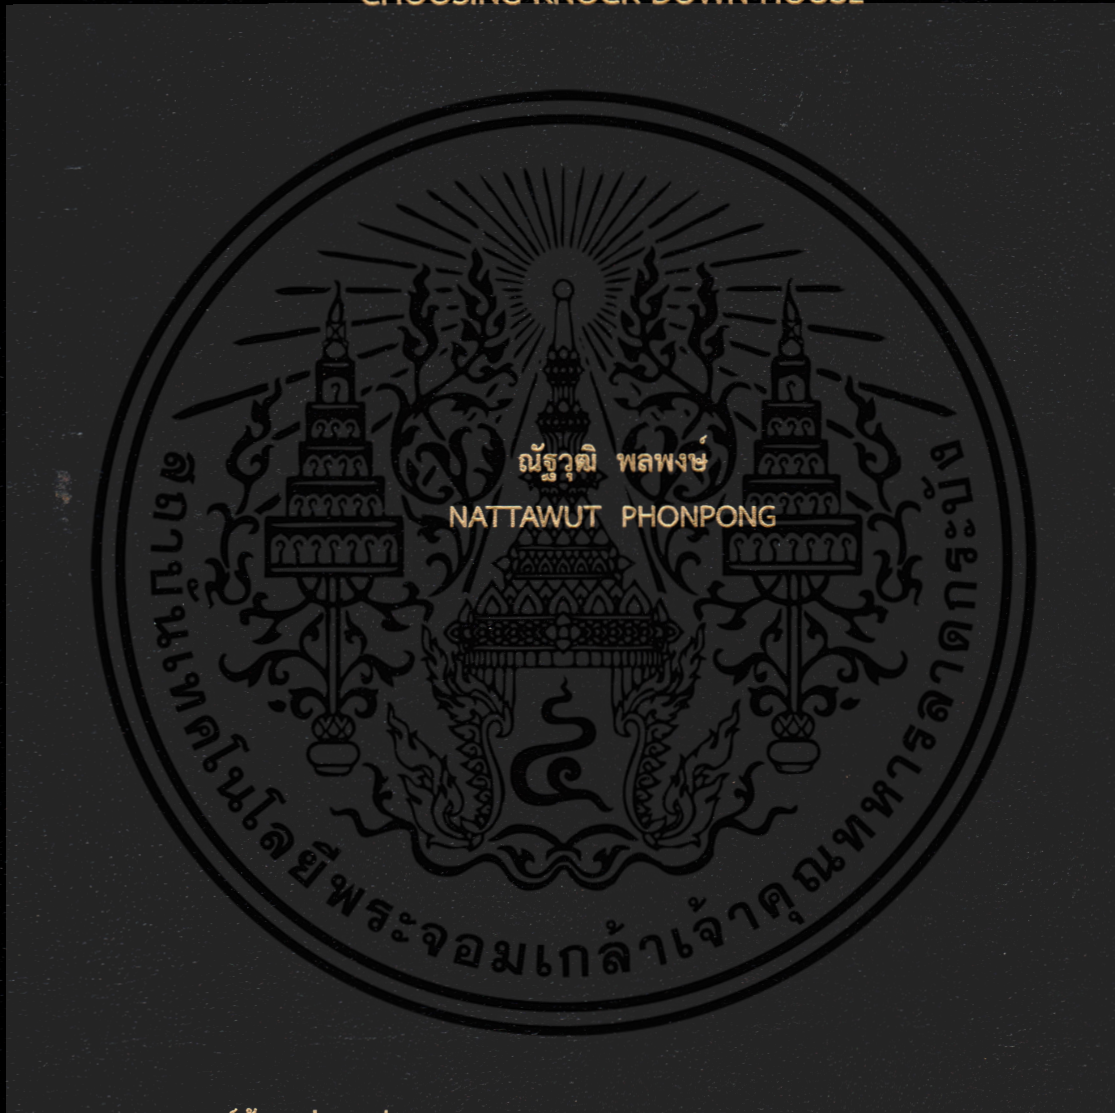 CHOOSING KNOCK DOWN HOUSE
ณัฐวุฒิ พลพงษ์
NATTAWUT PHONPONG
สถาบันเทคโนโลยีพระจอมเกล้าเจ้าคุณทหารลาดกระบัง
๔